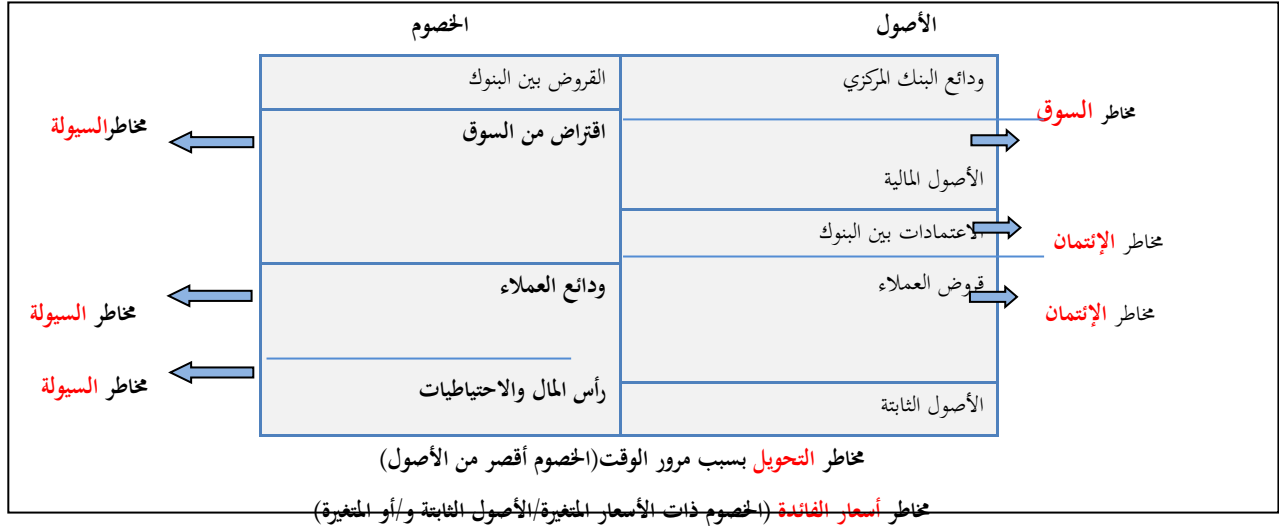 الأصول
الخصوم
ودائع البنك المركزي
القروض بين البنوك
مخاطر السوق
اقتراض من السوق
مخاطرالسيولة
الأصول المالية
الاعتمادات بين البنوك
مخاطر الإئتمان
قروض العملاء
ودائع العملاء
مخاطر الإئتمان
مخاطر السيولة
رأس المال والاحتياطيات
مخاطر السيولة
الأصول الثابتة
مخاطر التحويل بسبب مرور الوقت(الخصوم أقصر من الأصول)
مخاطر أسعار الفائدة (الخصوم ذات الأسعار المتغيرة/الأصول الثابتة و/أو المتغيرة)